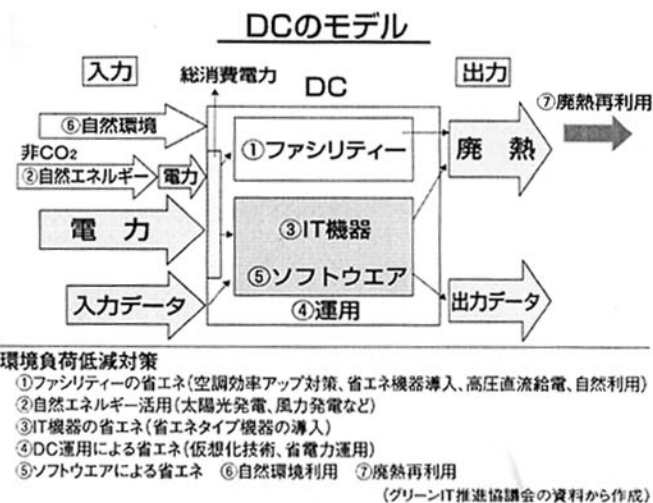 DCのモデル
入力
総消費電力
DC
出力
⑦廃熱再利用
⑥自然環境
①ファシリティー
廃熱
非CO2
②自然エネルギー
電力
電力
③IT機器
⑤ソフトウエア
入力データ
④運用
出力データ
環境負荷低減対策
①ファシリティーの省エネ(空調効率アップ対策、省エネ機器導入、高圧直流給電、自然利用)
②自然エネルギー活用(太陽光発電、風力発電など)
③IT機器の省エネ(省エネタイプ機器の導入)
④DC運用による省エネ(仮想化技術、省電力運用)
⑤ソフトウエアによる省エネ ⑥自然環境利用 ⑦廃熱再利用
(グリーンIT推進協議会の資料から作成)